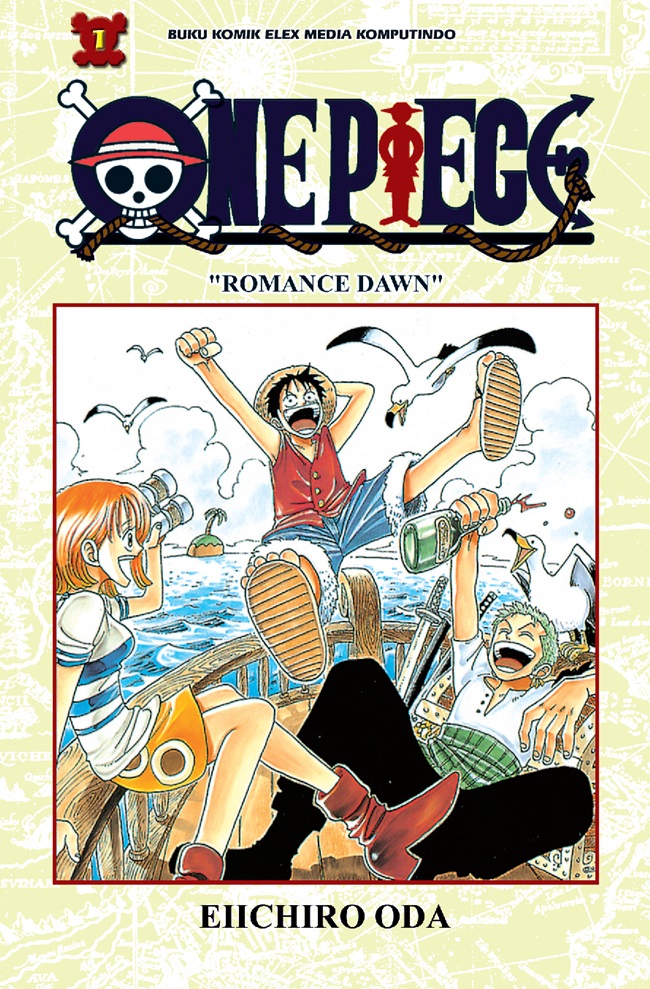 1
BUKU KOMIK ELEX MEDIA KOMPUTINDO
ONE PIECE
"ROMANCE DAWN"
EIICHIRO ODA